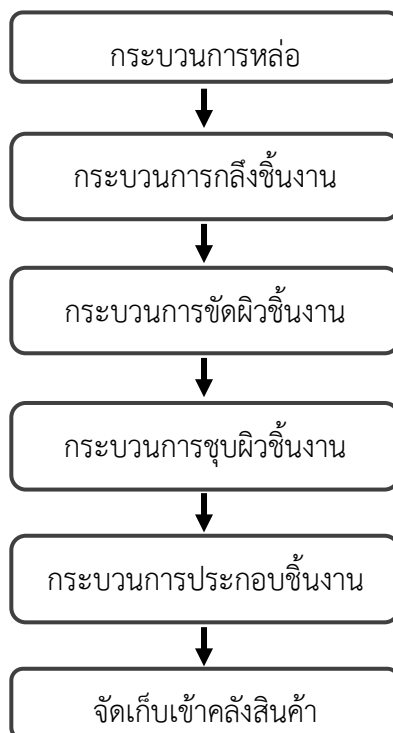 กระบวนการหล่อ
กระบวนการกลึงชิ้นงาน
กระบวนการขัดผิวชิ้นงาน
กระบวนการชุบผิวชิ้นงาน
กระบวนการประกอบชิ้นงาน
จัดเก็บเข้าคลังสินค้า